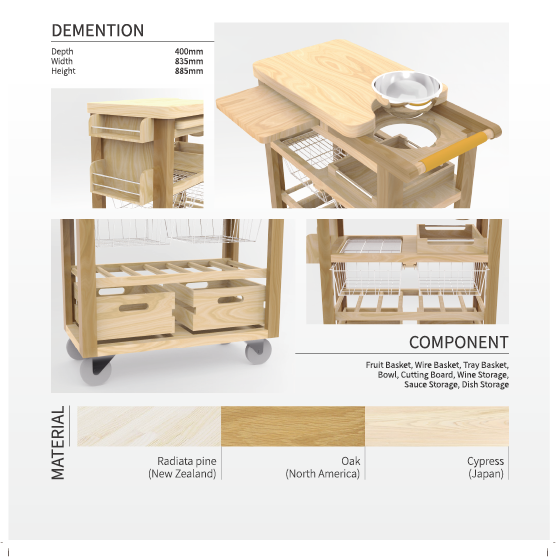 DEMENTION
Depth 400mm
Width 835mm
Height 885mm
COMPONENT
Fruit Basket, Wire Basket, Tray Basket,
Bowl, Cutting Board, Wine Storage,
Sauce Storage, Dish Storage
MATERIAL
Radiata pine
(New Zealand)
Oak
(North America)
Cypress
(Japan)